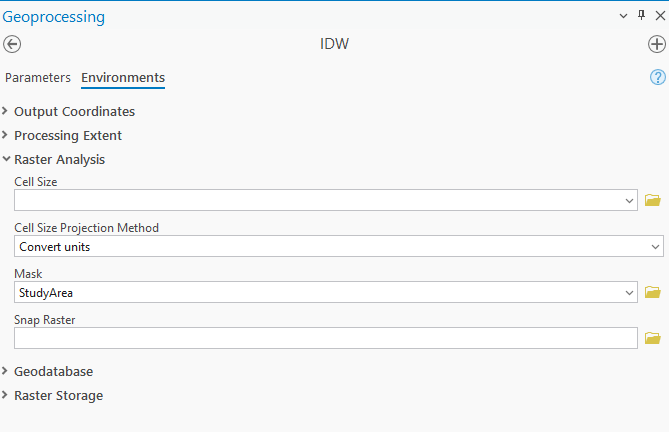 Geoprocessing
IDW
Parameters Environments
Output Coordinates
Processing Extent
Raster Analysis
Cell Size
Cell Size Projection Method
Convert units
Mask
StudyArea
Snap Raster
Geodatabase
Raster Storage